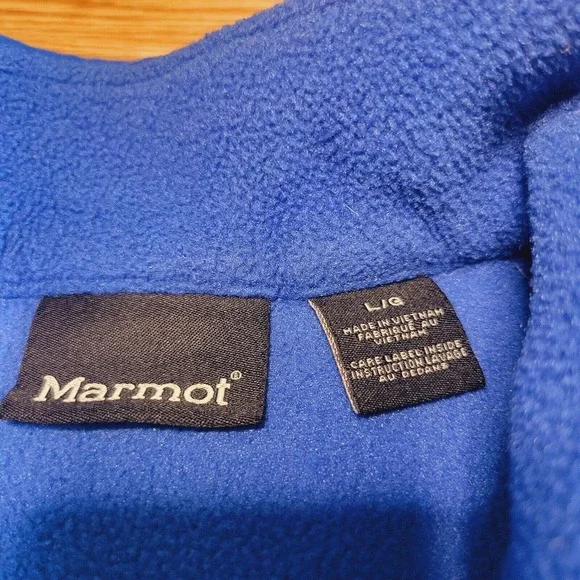 Marmot®
L/G
MADE IN VIETNAM
FABRIQUÉ AU
VIETNAM
CARE LABEL INSIDE
INSTRUCTION LAVAGE
AU DEDANS